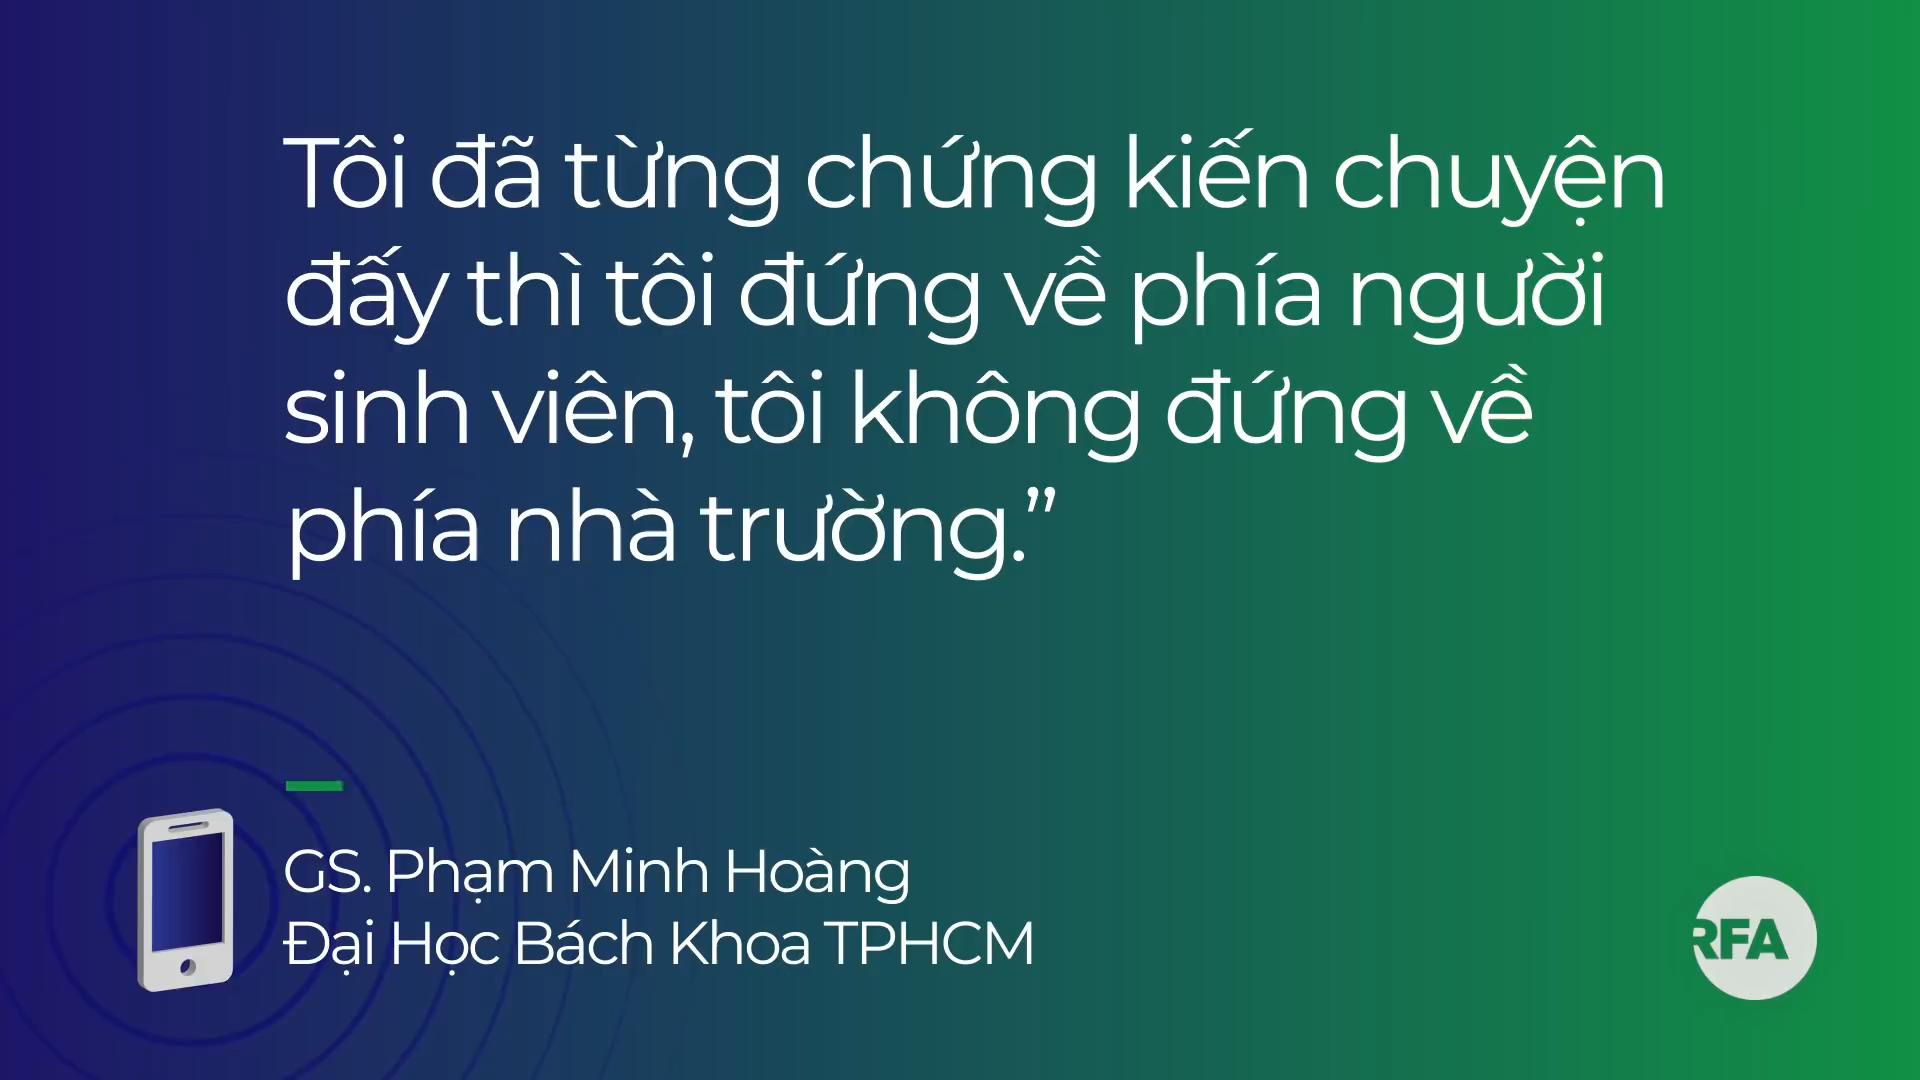 Tôi đã từng chứng kiến chuyện
đấy thì tôi đứng về phía người
sinh viên, tôi không đứng về
phía nhà trường.”
GS. Phạm Minh Hoàng
Đại Học Bách Khoa TPHCM
RFA